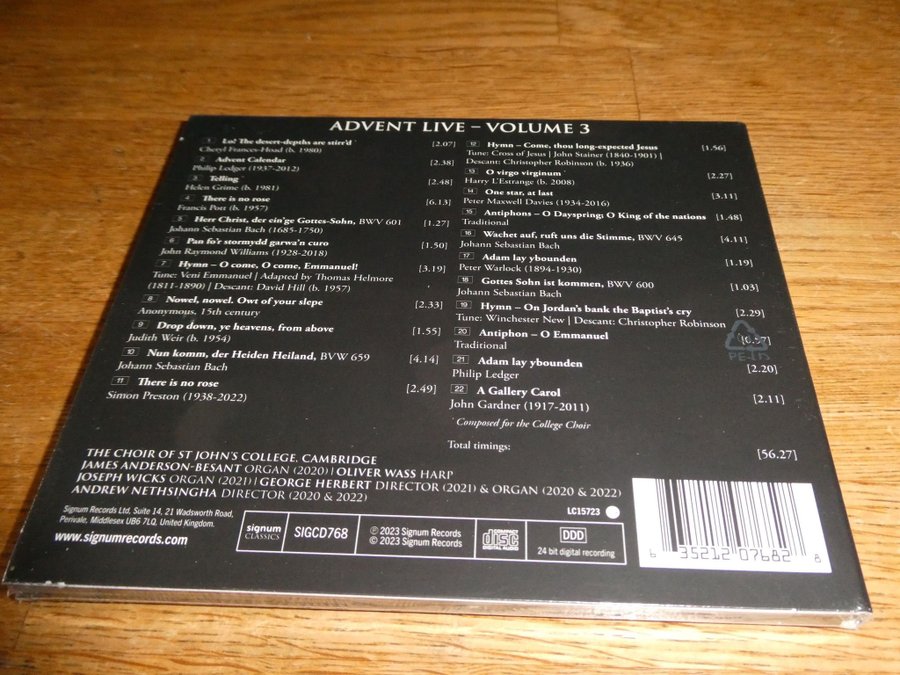 ADVENT LIVE – VOLUME 3
1 Lo! The desert-depths are stirr'd [2.07]
Cheryl Frances-Hoad (b. 1980)
2 Advent Calendar
Philip Ledger (1937-2012) [2.38]
3 Telling*
Helen Grime (b. 1981) [2.48]
4 There is no rose
Francis Pott (b. 1957) [6.13]
5 Herr Christ, der ein'ge Gottes-Sohn, BWV 601
Johann Sebastian Bach (1685-1750) [1.27]
6 Pan fo'r stormydd garwa'n curo
John Raymond Williams (1928-2018) [1.50]
7 Hymn – O come, O come, Emmanuel!
Tune: Veni Emmanuel | Adapted by Thomas Helmore [3.19]
(1811-1890) | Descant: David Hill (b. 1957)
8 Nowel, nowel. Owt of your slepe [2.33]
Anonymous, 15th century
9 Drop down, ye heavens, from above [1.55]
Judith Weir (b. 1954)
10 Nun komm, der Heiden Heiland, BVW 659 [4.14]
Johann Sebastian Bach
11 There is no rose [2.49]
Simon Preston (1938-2022)
12 Hymn – Come, thou long-expected Jesus [1.56]
Tune: Cross of Jesus | John Stainer (1840-1901) |
Descant: Christopher Robinson (b. 1936)
13 O virgo virginum*
Harry L'Estrange (b. 2008) [2.27]
14 One star, at last
Peter Maxwell Davies (1934-2016) [3.11]
15 Antiphons – O Dayspring; O King of the nations [1.48]
Traditional
16 Wachet auf, ruft uns die Stimme, BWV 645 [4.11]
Johann Sebastian Bach
17 Adam lay ybounden [1.19]
Peter Warlock (1894-1930)
18 Gottes Sohn ist kommen, BWV 600 [1.03]
Johann Sebastian Bach
19 Hymn – On Jordan's bank the Baptist's cry [2.29]
Tune: Winchester New | Descant: Christopher Robinson
20 Antiphon – O Emmanuel [0.57]
Traditional
21 Adam lay ybounden [2.20]
Philip Ledger
22 A Gallery Carol [2.11]
John Gardner (1917-2011)
* Composed for the College Choir
Total timings: [56.27]
THE CHOIR OF ST JOHN'S COLLEGE, CAMBRIDGE
JAMES ANDERSON-BESANT ORGAN (2020) | OLIVER WASS HARP
JOSEPH WICKS ORGAN (2021) | GEORGE HERBERT DIRECTOR (2021) & ORGAN (2020 & 2022)
ANDREW NETHSINGHA DIRECTOR (2020 & 2022)
Signum Records Ltd, Suite 14, 21 Wadsworth Road,
Perivale, Middlesex UB6 7LQ, United Kingdom.
www.signumrecords.com
signum
CLASSICS
SIGCD768
℗ 2023 Signum Records
© 2023 Signum Records
COMPACT
disc
DIGITAL AUDIO
DDD
24 bit digital recording
LC15723
6 35212 07682 8